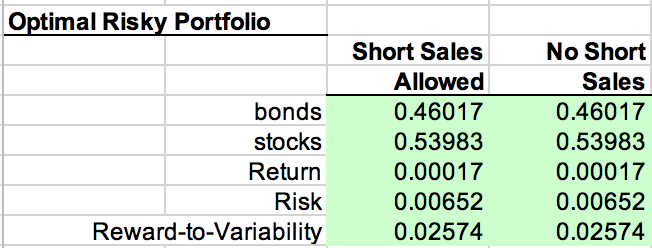 Optimal Risky Portfolio
Short Sales No Short
Allowed Sales
bonds 0.46017 0.46017
stocks 0.53983 0.53983
Return 0.00017 0.00017
Risk 0.00652 0.00652
Reward-to-Variability 0.02574 0.02574